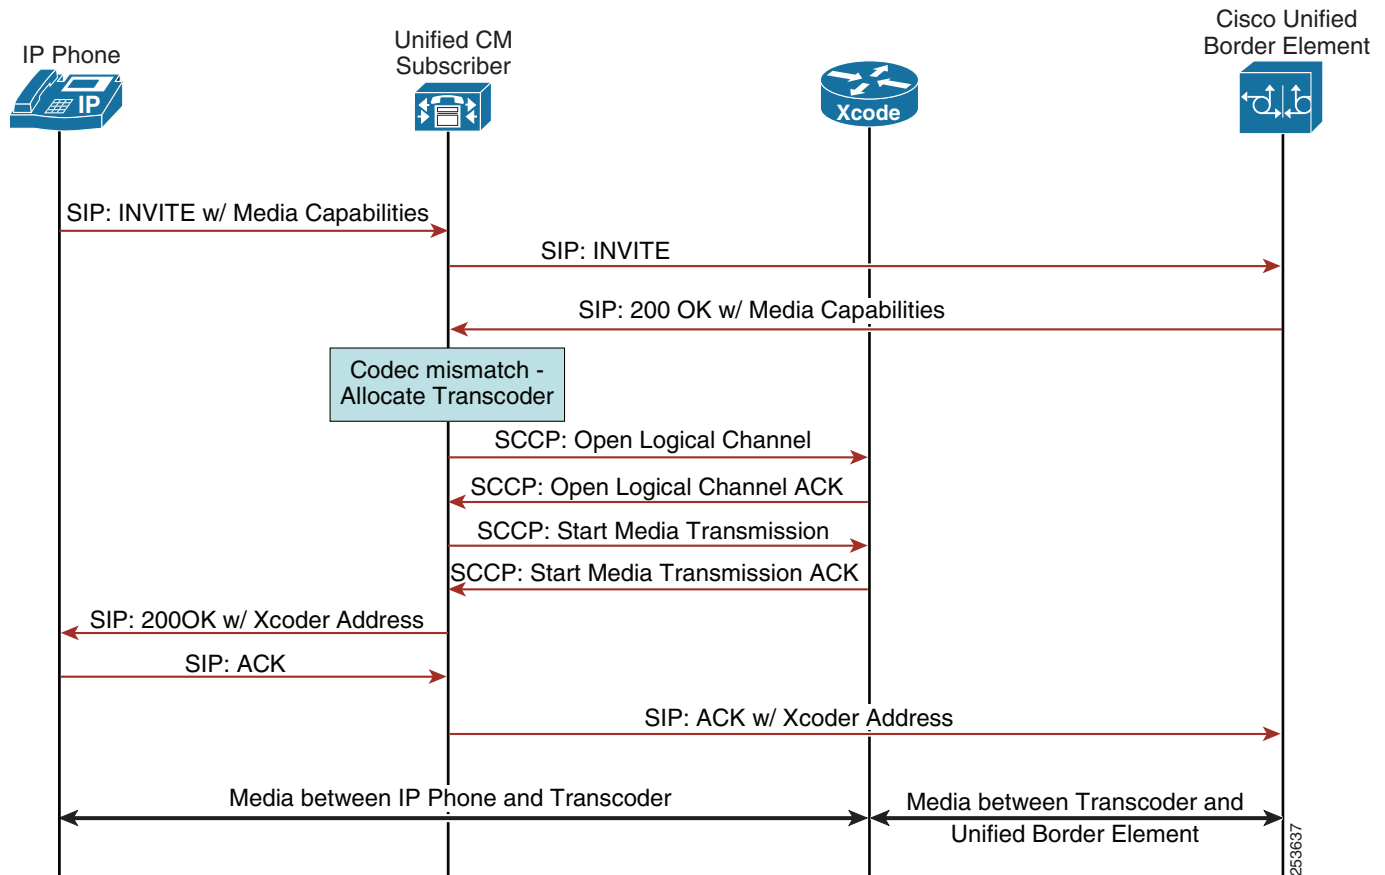 IP Phone
Unified CM
Subscriber
Cisco Unified
Border Element
IP
Xcode
SIP: INVITE w/ Media Capabilities
SIP: INVITE
SIP: 200 OK w/ Media Capabilities
Codec mismatch -
Allocate Transcoder
SCCP: Open Logical Channel
SCCP: Open Logical Channel ACK
SCCP: Start Media Transmission
SCCP: Start Media Transmission ACK
SIP: 200OK w/ Xcoder Address
SIP: ACK
SIP: ACK w/ Xcoder Address
Media between IP Phone and Transcoder
Media between Transcoder and
Unified Border Element
253637